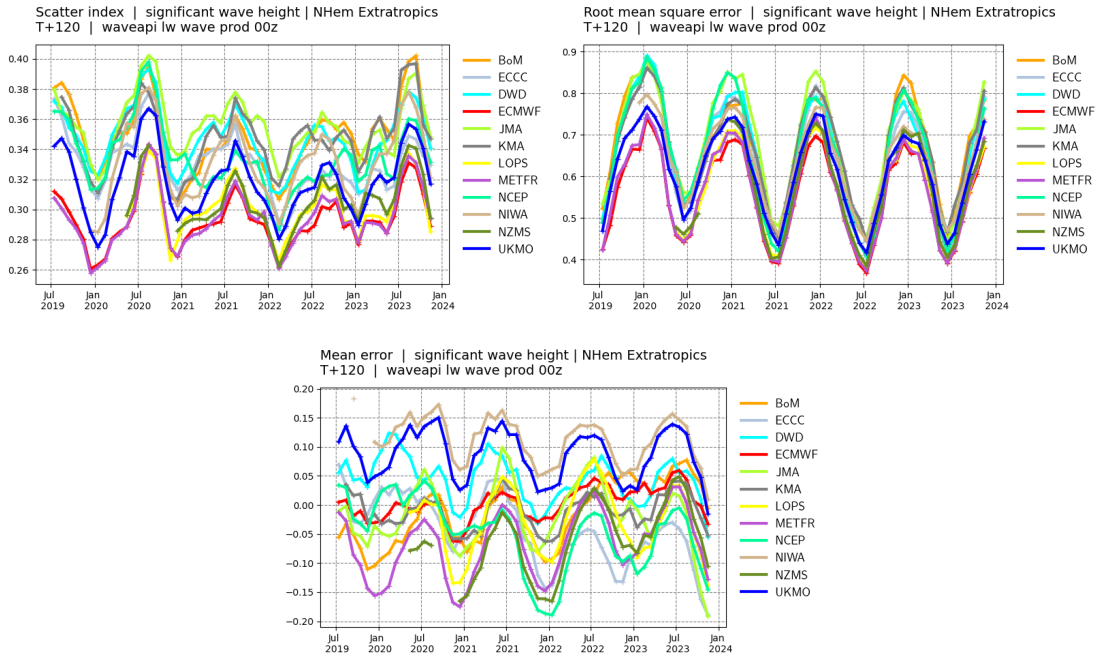 Scatter index | significant wave height | NHem Extratropics
T+120 | waveapi lw wave prod 00z
0.40
0.38
0.36
0.34
0.32
0.30
0.28
0.26
Jul 2019
Jan 2020
Jul 2020
Jan 2021
Jul 2021
Jan 2022
Jul 2022
Jan 2023
Jul 2023
Jan 2024
BoM
ECCC
DWD
ECMWF
JMA
KMA
LOPS
METFR
NCEP
NIWA
NZMS
UKMO
Root mean square error | significant wave height | NHem Extratropics
T+120 | waveapi lw wave prod 00z
0.9
0.8
0.7
0.6
0.5
0.4
Jul 2019
Jan 2020
Jul 2020
Jan 2021
Jul 2021
Jan 2022
Jul 2022
Jan 2023
Jul 2023
Jan 2024
BoM
ECCC
DWD
ECMWF
JMA
KMA
LOPS
METFR
NCEP
NIWA
NZMS
UKMO
Mean error | significant wave height | NHem Extratropics
T+120 | waveapi lw wave prod 00z
0.20
0.15
0.10
0.05
0.00
−0.05
−0.10
−0.15
−0.20
Jul 2019
Jan 2020
Jul 2020
Jan 2021
Jul 2021
Jan 2022
Jul 2022
Jan 2023
Jul 2023
Jan 2024
BoM
ECCC
DWD
ECMWF
JMA
KMA
LOPS
METFR
NCEP
NIWA
NZMS
UKMO